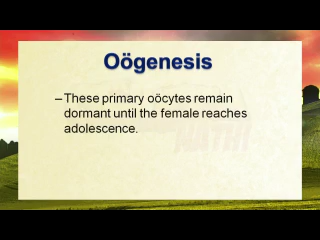 Oögenesis
– These primary oöcytes remain
dormant until the female reaches
adolescence.